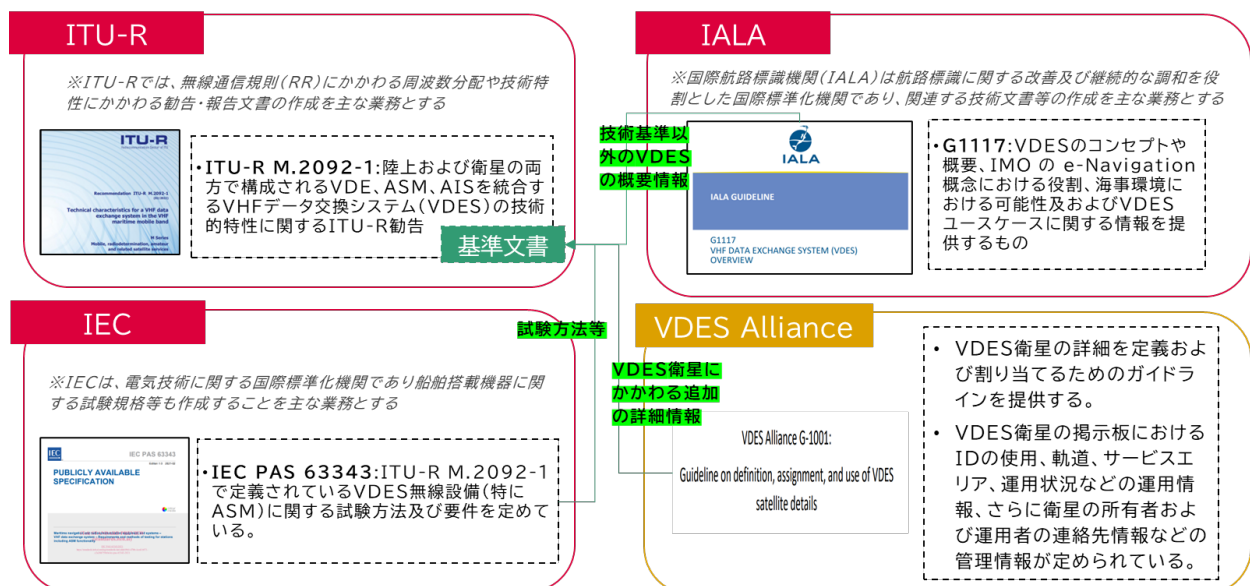 ITU-R
※ITU-Rでは、無線通信規則(RR)にかかわる周波数分配や技術特
性にかかわる勧告・報告文書の作成を主な業務とする
ITU-R
Recommendation ITU-R M.2092-1
Technical characteristics for a VHF data
exchange system in the VHF
maritime mobile band
M Series
Mobile, radiodetermination, amateur
and related satellite services
・ITU-R M.2092-1:陸上および衛星の両
方で構成されるVDE、ASM、AISを統合す
るVHFデータ交換システム(VDES)の技術
的特性に関するITU-R勧告
基準文書
IALA
※国際航路標識機関(IALA)は航路標識に関する改善及び継続的な調和を役
割とした国際標準化機関であり、関連する技術文書等の作成を主な業務とする
技術基準以
外のVDES
の概要情報
IALA
IALA GUIDELINE
G1117
VHF DATA EXCHANGE SYSTEM (VDES)
OVERVIEW
・G1117:VDESのコンセプトや
概要、IMO の e-Navigation
概念における役割、海事環境に
おける可能性及およびVDES
ユースケースに関する情報を提
供するもの
IEC
※IECは、電気技術に関する国際標準化機関であり船舶搭載機器に関
する試験規格等も作成することを主な業務とする
IEC
IEC PAS 63343
PUBLICLY AVAILABLE
SPECIFICATION
・IEC PAS 63343:ITU-R M.2092-1
で定義されているVDES無線設備(特に
ASM)に関する試験方法及び要件を定めて
いる。
試験方法等
VDES Alliance
VDES衛星に
かかわる追加
の詳細情報
VDES Alliance G-1001:
Guideline on definition, assignment, and use of VDES
satellite details
• VDES衛星の詳細を定義およ
び割り当てるためのガイドラ
インを提供する。
• VDES衛星の掲示板における
IDの使用、軌道、サービスエ
リア、運用状況などの運用情
報、さらに衛星の所有者およ
び運用者の連絡先情報などの
管理情報が定められている。